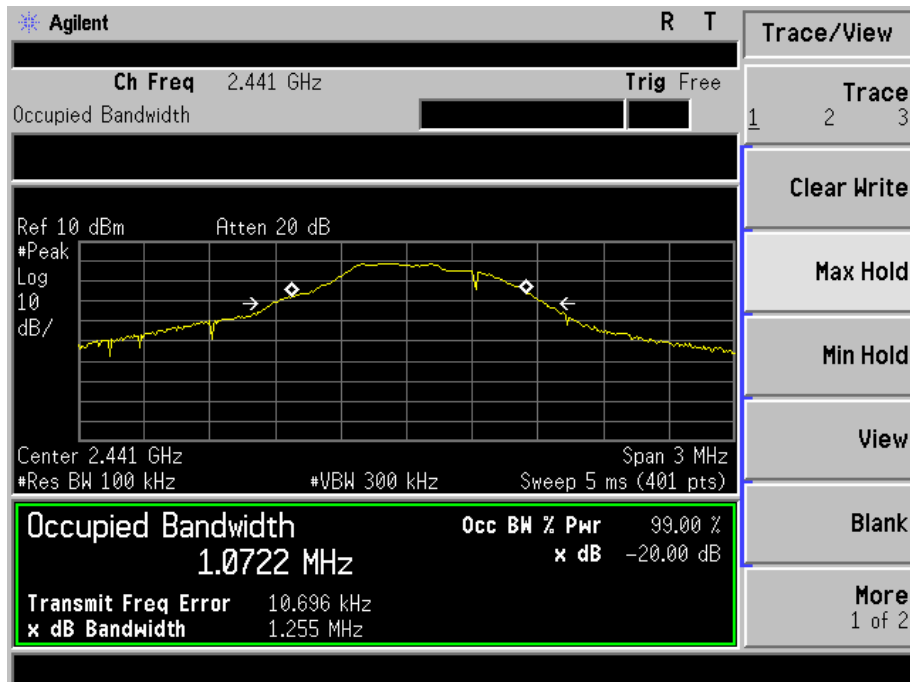 Agilent R T
Ch Freq 2.441 GHz Trig Free
Occupied Bandwidth
Ref 10 dBm Atten 20 dB
#Peak
Log
10
dB/
Center 2.441 GHz Span 3 MHz
#Res BW 100 kHz #VBW 300 kHz Sweep 5 ms (401 pts)
Occupied Bandwidth Occ BW % Pwr 99.00 %
1.0722 MHz x dB -20.00 dB
Transmit Freq Error 10.696 kHz
x dB Bandwidth 1.255 MHz
Trace/View
Trace
1 2 3
Clear Write
Max Hold
Min Hold
View
Blank
More
1 of 2